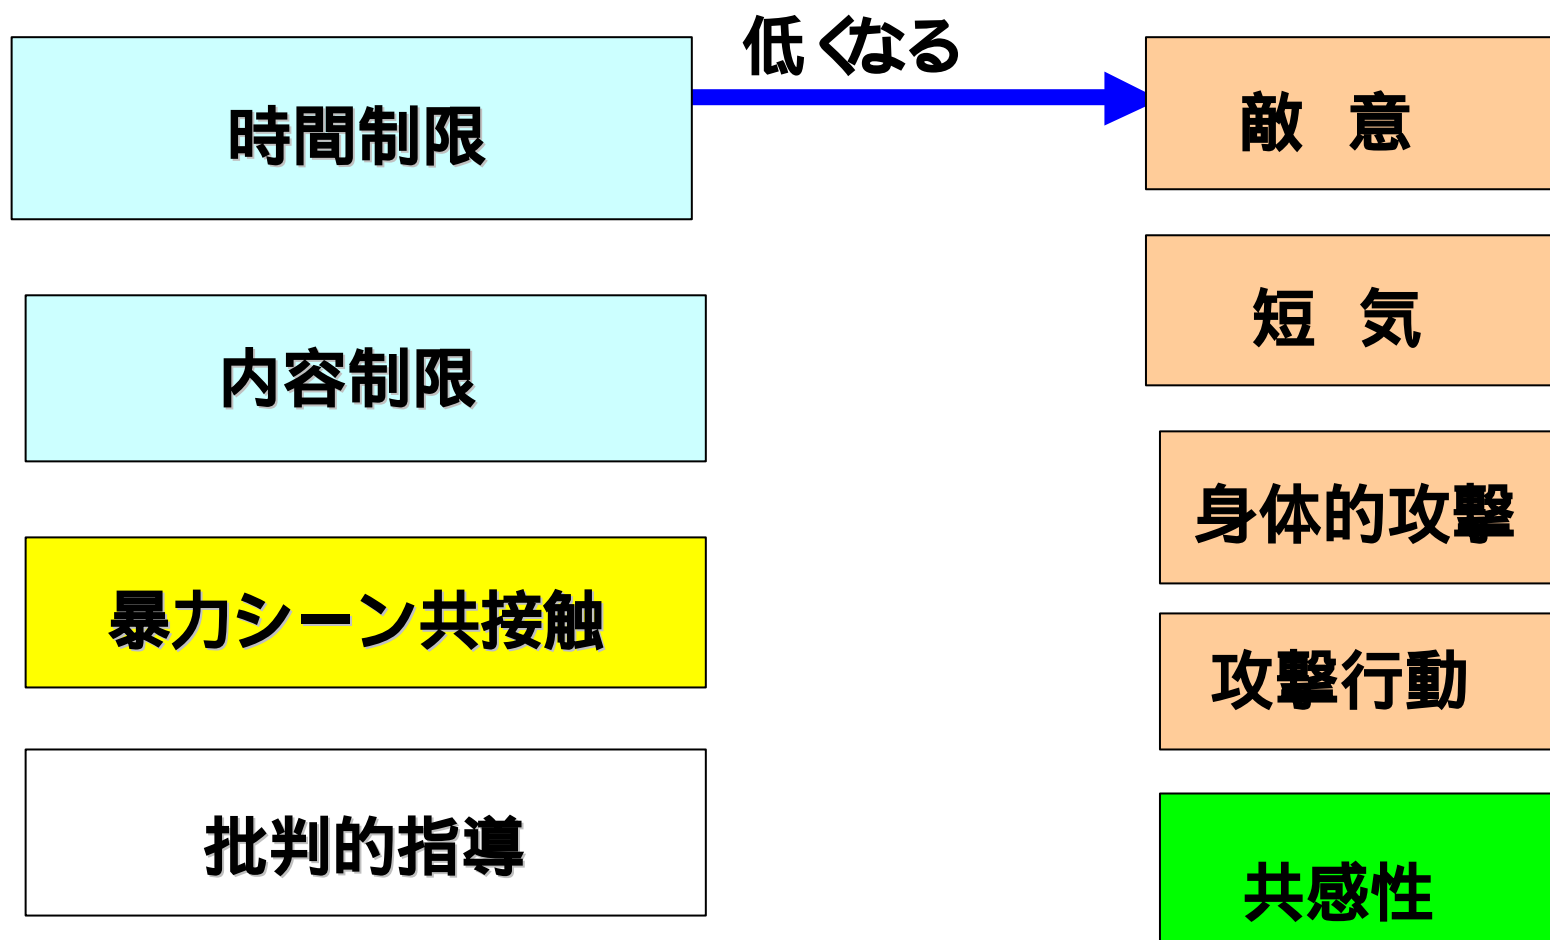 低くなる
時間制限
敵 意
短 気
内容制限
身体的攻撃
暴力シーン共接触
攻撃行動
批判的指導
共感性